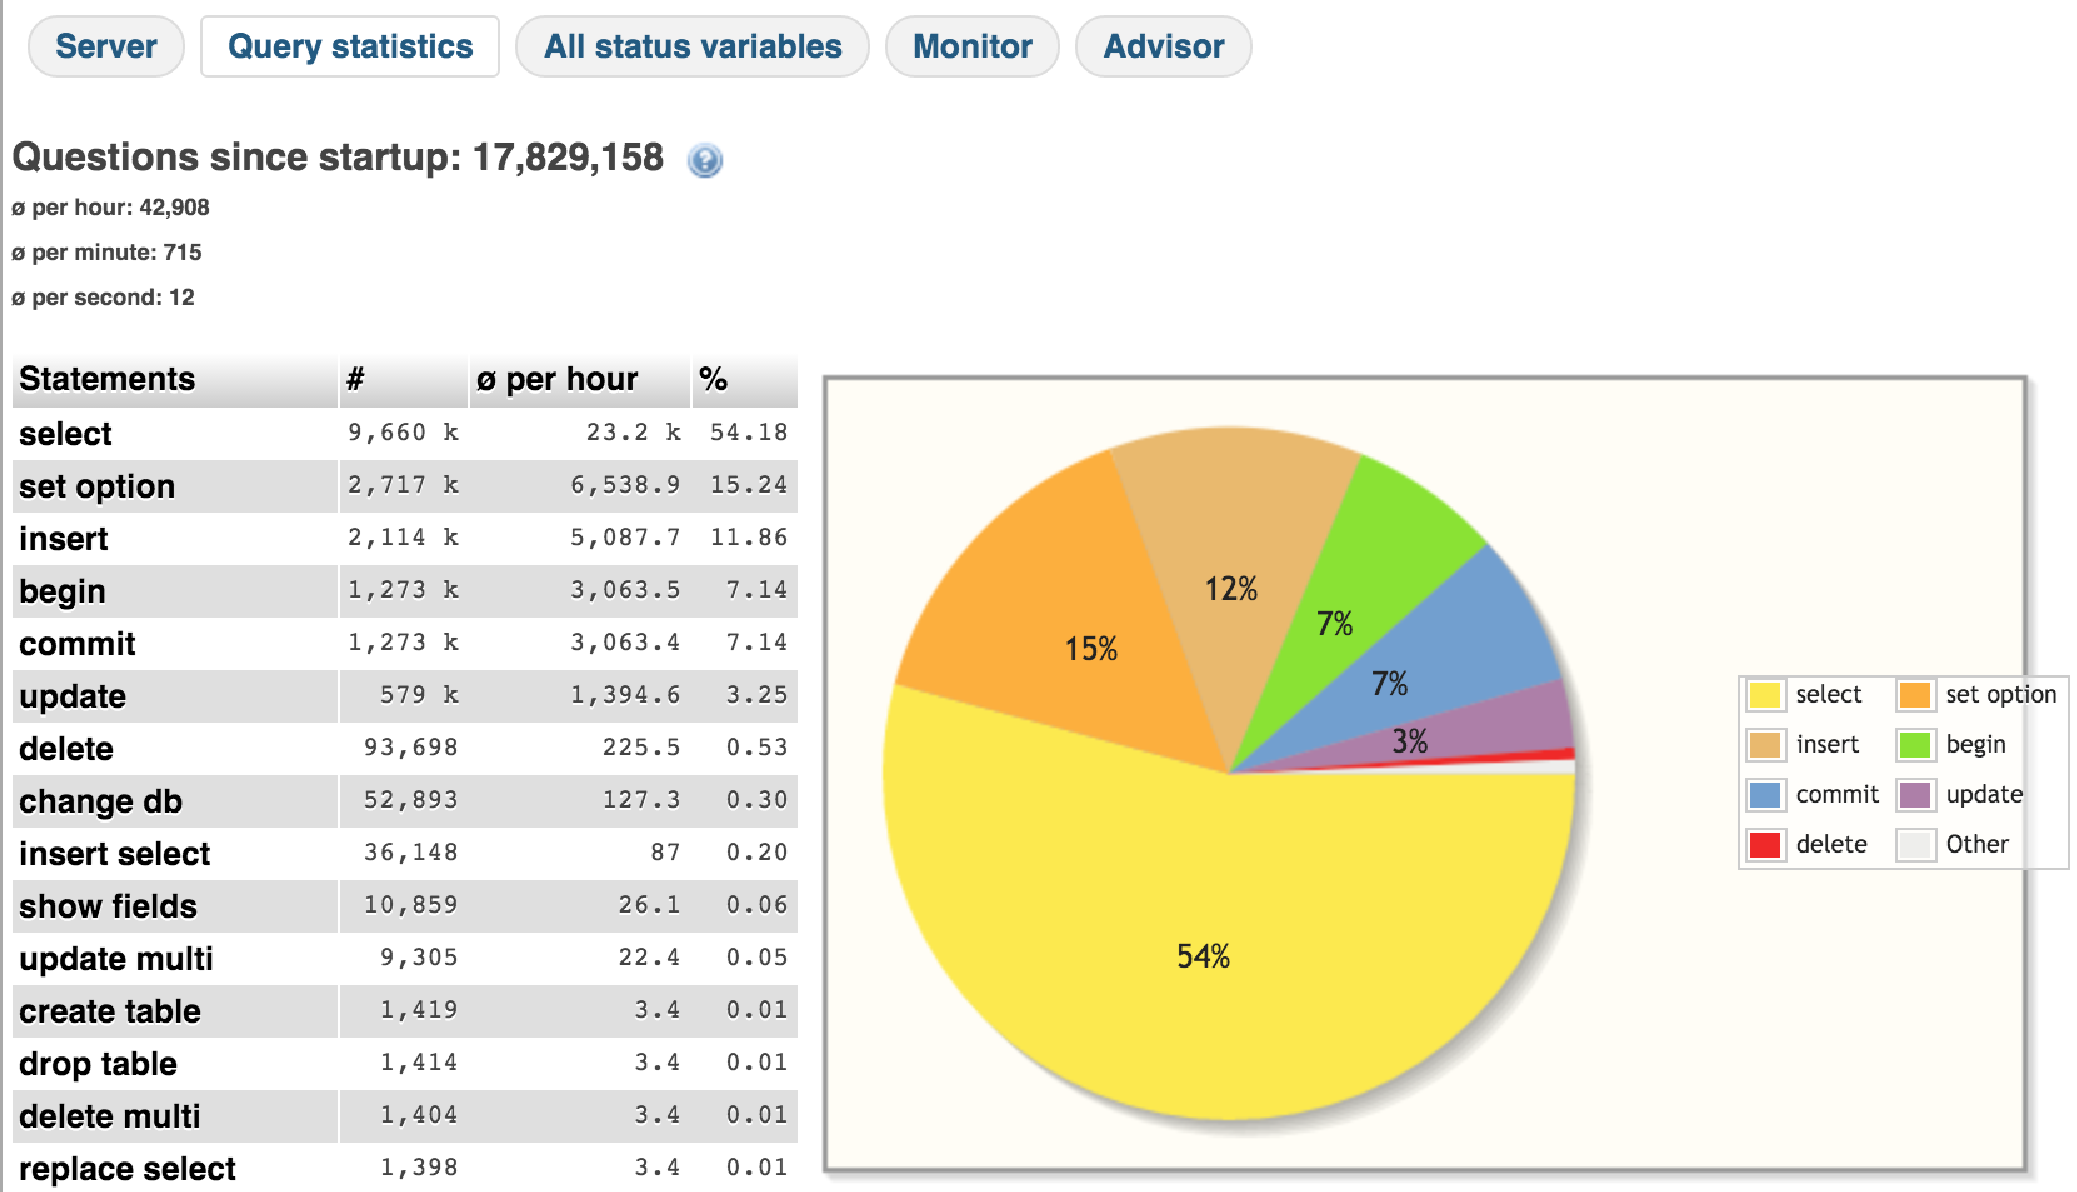 Server Query statistics All status variables Monitor Advisor
Questions since startup: 17,829,158
ø per hour: 42,908
ø per minute: 715
ø per second: 12
Statements # ø per hour %
select 9,660 k 23.2 k 54.18
set option 2,717 k 6,538.9 15.24
insert 2,114 k 5,087.7 11.86
begin 1,273 k 3,063.5 7.14
commit 1,273 k 3,063.4 7.14
update 579 k 1,394.6 3.25
delete 93,698 225.5 0.53
change db 52,893 127.3 0.30
insert select 36,148 87 0.20
show fields 10,859 26.1 0.06
update multi 9,305 22.4 0.05
create table 1,419 3.4 0.01
drop table 1,414 3.4 0.01
delete multi 1,404 3.4 0.01
replace select 1,398 3.4 0.01
12%
7%
15%
7%
3%
54%
select set option
insert begin
commit update
delete Other